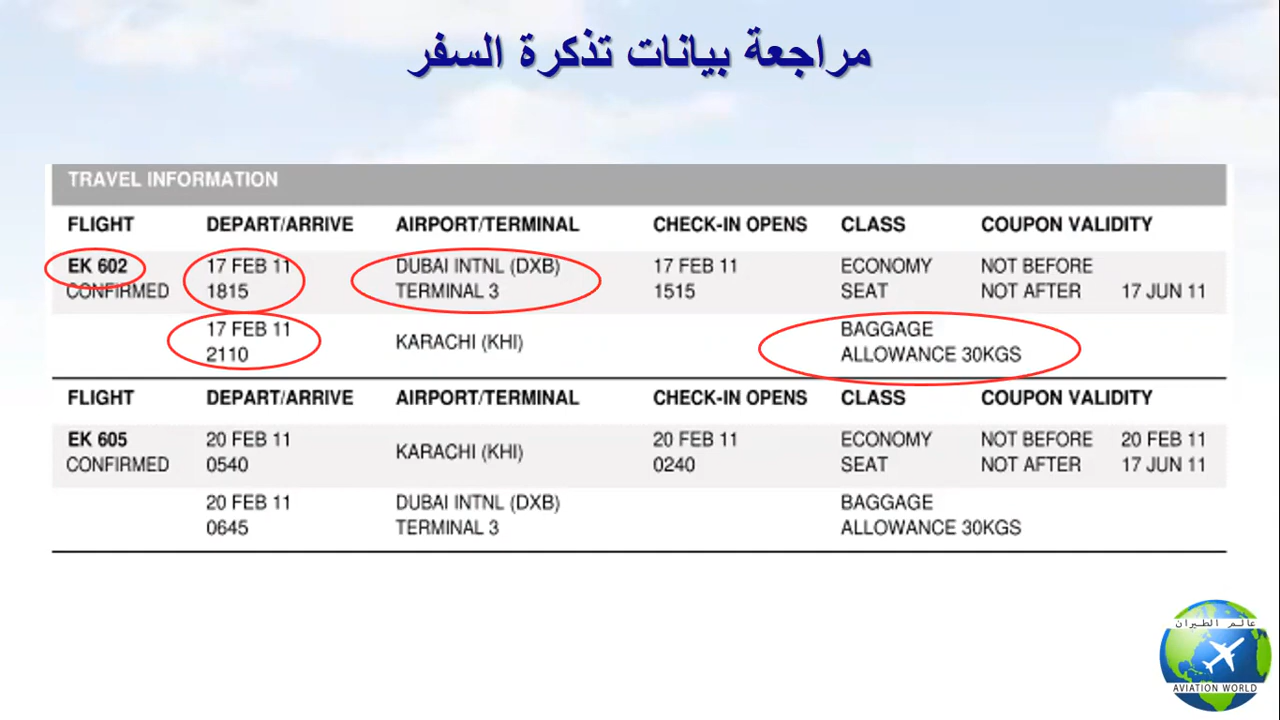 مراجعة بيانات تذكرة السفر
TRAVEL INFORMATION
FLIGHT DEPART/ARRIVE AIRPORT/TERMINAL CHECK-IN OPENS CLASS COUPON VALIDITY
EK 602 17 FEB 11 DUBAI INTNL (DXB) 17 FEB 11 ECONOMY NOT BEFORE
CONFIRMED 1815 TERMINAL 3 1515 SEAT NOT AFTER 17 JUN 11
17 FEB 11 BAGGAGE
KARACHI (KHI)
2110 ALLOWANCE 30KGS
FLIGHT DEPART/ARRIVE AIRPORT/TERMINAL CHECK-IN OPENS CLASS COUPON VALIDITY
EK 605 20 FEB 11 20 FEB 11 ECONOMY NOT BEFORE 20 FEB 11
KARACHI (KHI)
CONFIRMED 0540 0240 SEAT NOT AFTER 17 JUN 11
20 FEB 11 DUBAI INTNL (DXB) BAGGAGE
0645 TERMINAL 3 ALLOWANCE 30KGS
عالم الطيران
AVIATION WORLD